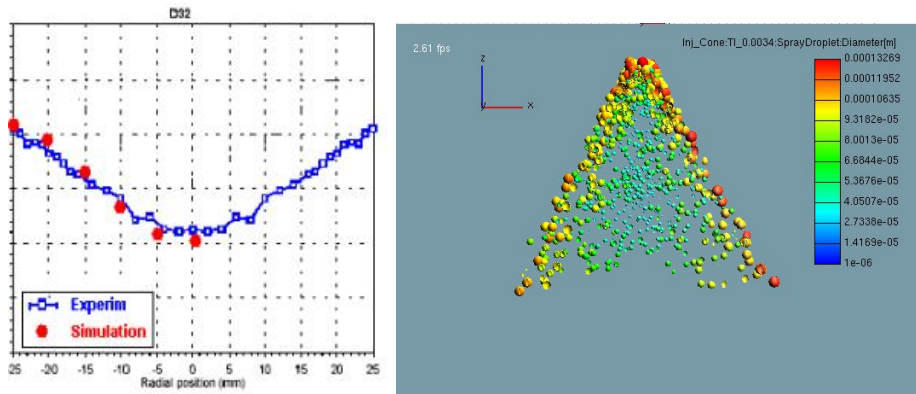 D32
Experim
Simulation
-25 -20 -15 -10 -5 0 5 10 15 20 25
Radial position (mm)
2.61 fps
Inj_Cone:TI_0.0034:SprayDroplet:Diameter[m]
z
y
x
0.00013269
0.00011952
0.00010635
9.3182e-05
8.0013e-05
6.6844e-05
5.3676e-05
4.0507e-05
2.7338e-05
1.4169e-05
1e-06